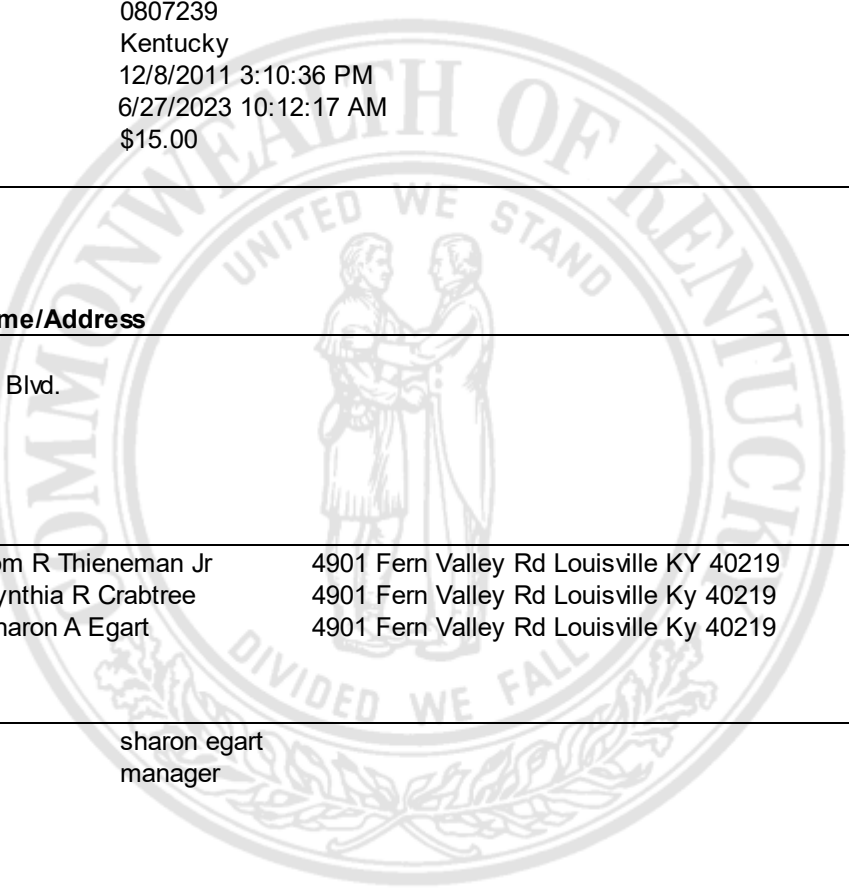 0807239
Kentucky
12/8/2011 3:10:36 PM
6/27/2023 10:12:17 AM
$15.00
COMMONWEALTH OF KENTUCKY
UNITED WE STAND
me/Address
Blvd.
om R Thieneman Jr 4901 Fern Valley Rd Louisville KY 40219
ynthia R Crabtree 4901 Fern Valley Rd Louisville Ky 40219
haron A Egart 4901 Fern Valley Rd Louisville Ky 40219
DIVIDED WE FALL
sharon egart
manager